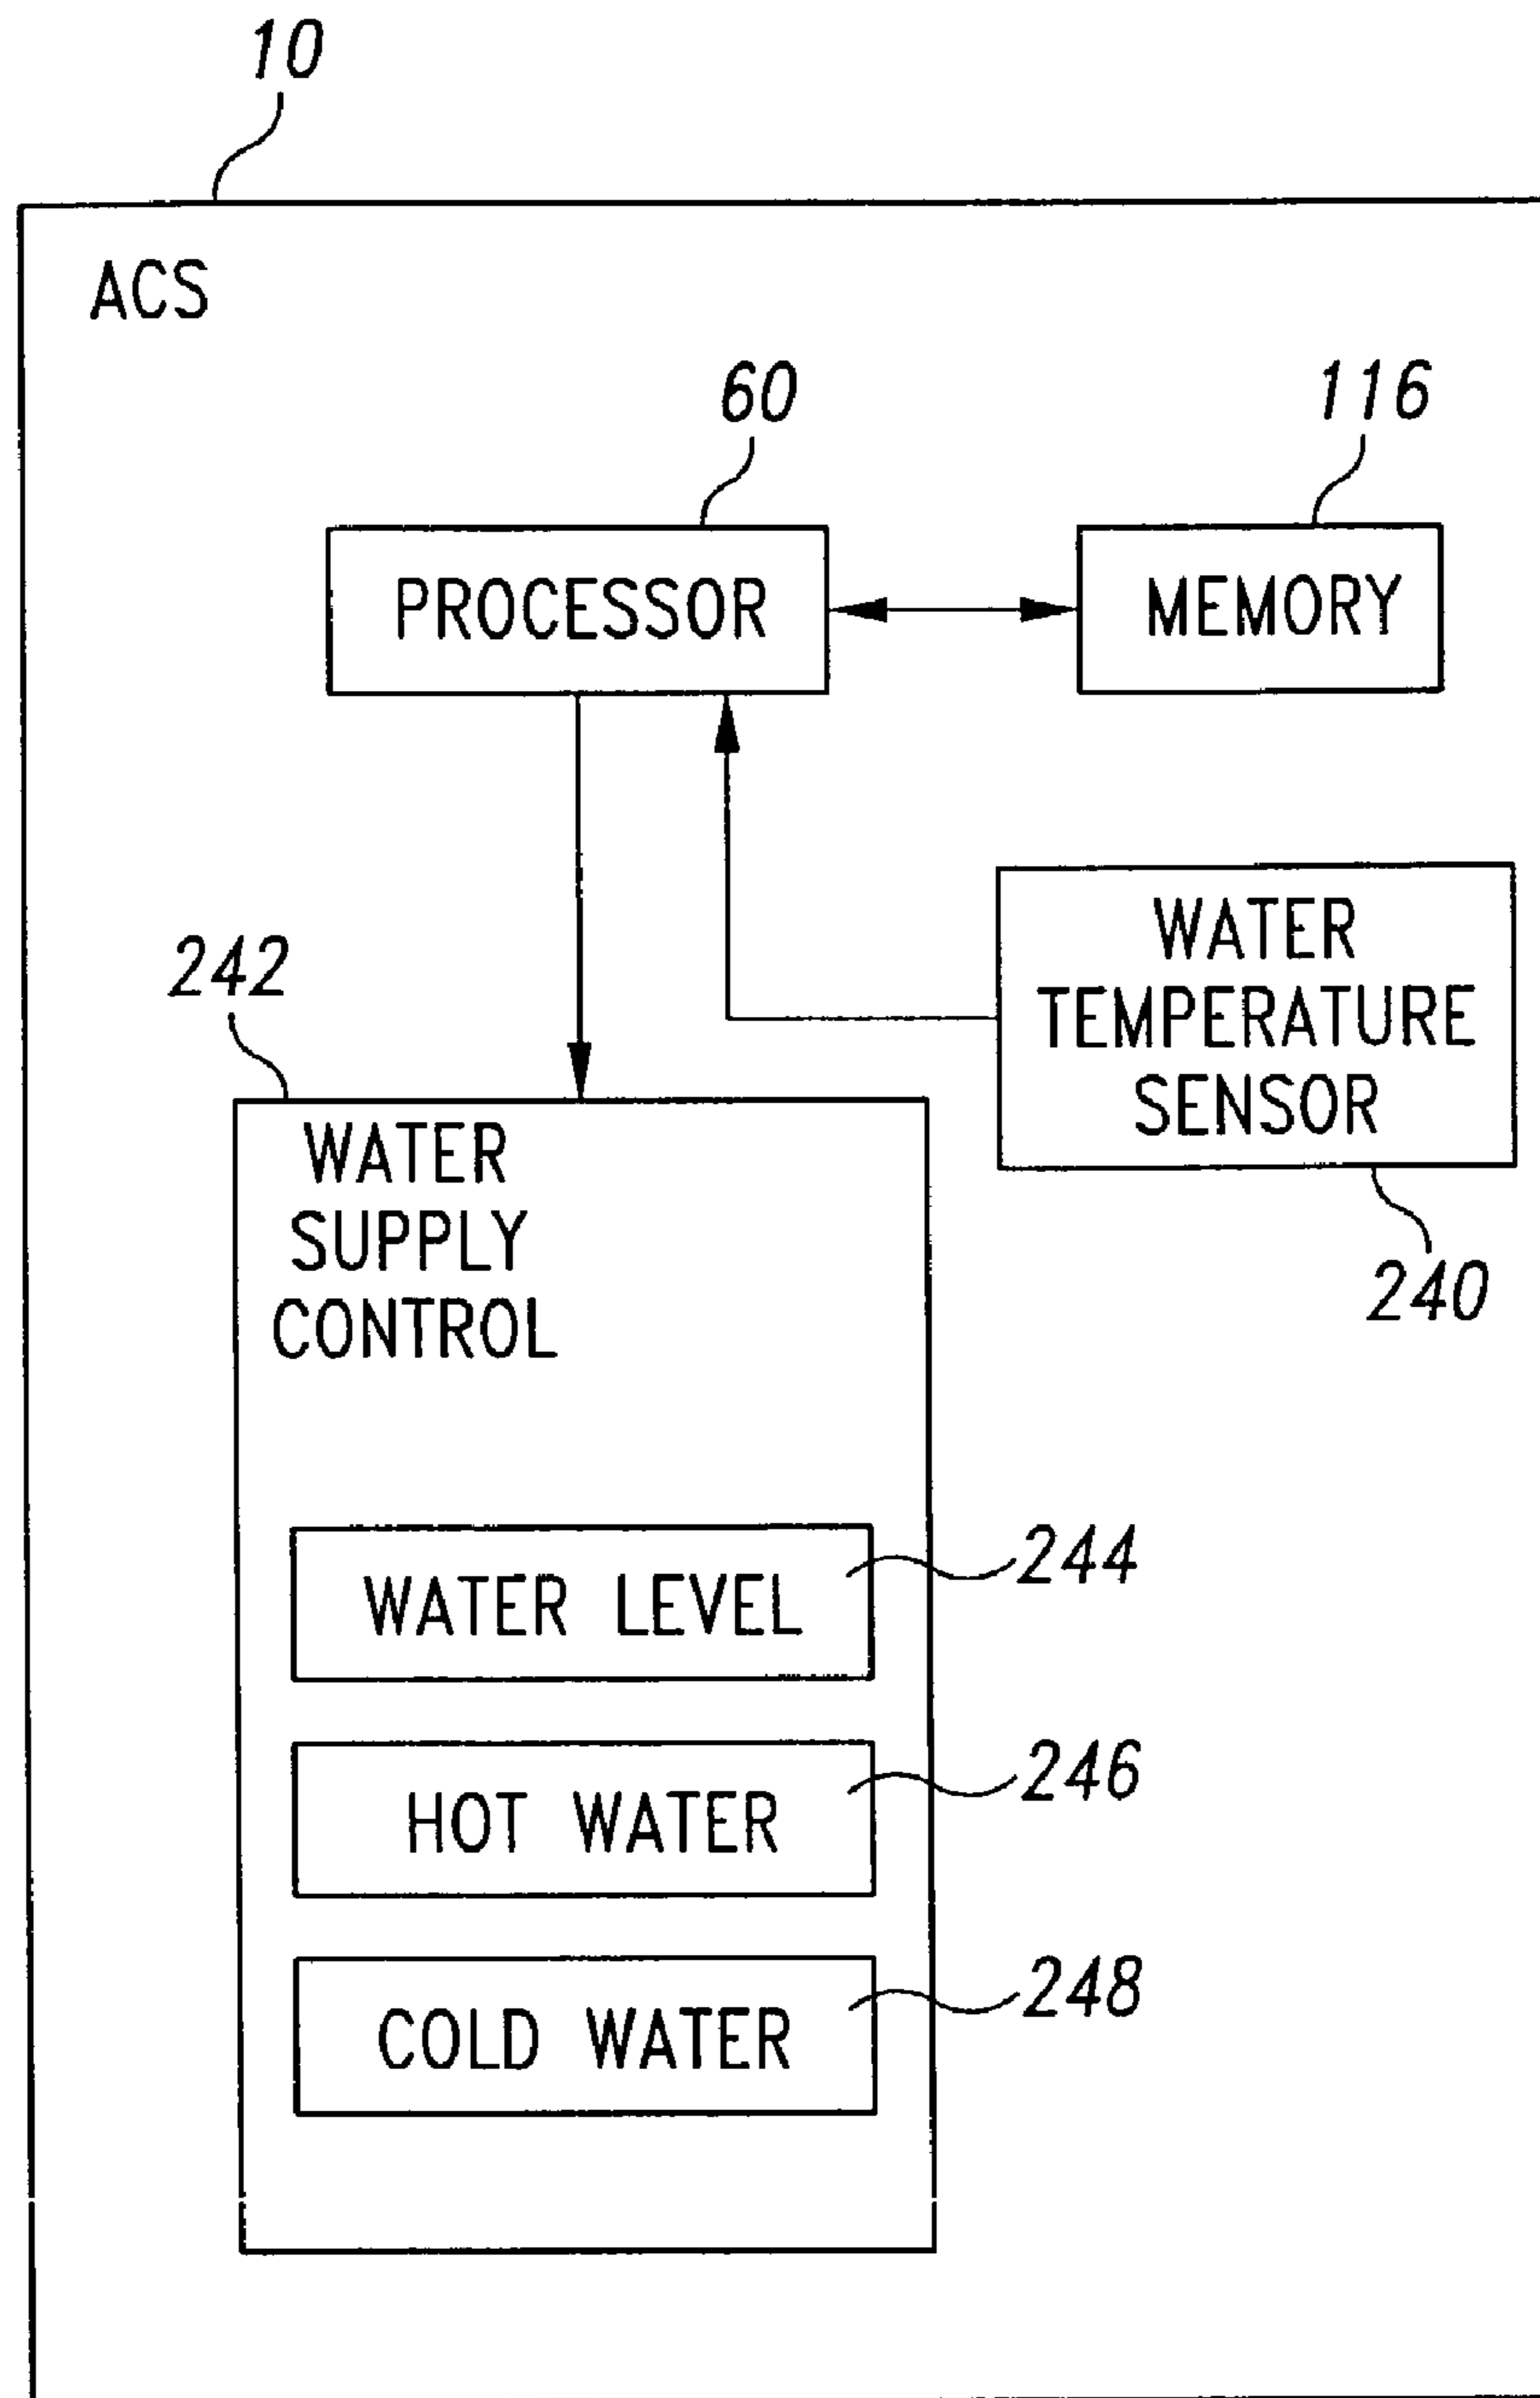 10
ACS
60
116
PROCESSOR
MEMORY
WATER
TEMPERATURE
SENSOR
240
242
WATER
SUPPLY
CONTROL
WATER LEVEL
244
HOT WATER
246
COLD WATER
248